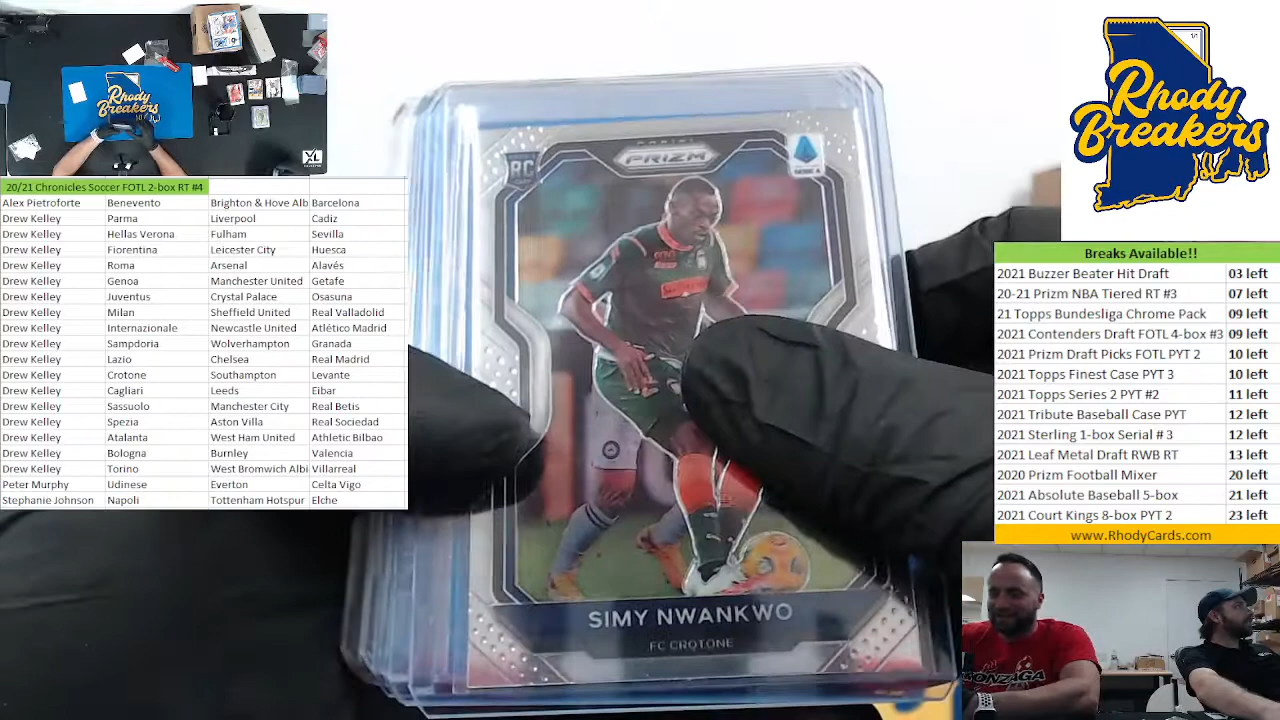 Rhody
Breakers
XL
20/21 Chronicles Soccer FOTL 2-box RT #4
Alex Pietroforte Benevento Brighton & Hove Alb Barcelona
Drew Kelley Parma Liverpool Cadiz
Drew Kelley Hellas Verona Fulham Sevilla
Drew Kelley Fiorentina Leicester City Huesca
Drew Kelley Roma Arsenal Alavés
Drew Kelley Genoa Manchester United Getafe
Drew Kelley Juventus Crystal Palace Osasuna
Drew Kelley Milan Sheffield United Real Valladolid
Drew Kelley Internazionale Newcastle United Atlético Madrid
Drew Kelley Sampdoria Wolverhampton Granada
Drew Kelley Lazio Chelsea Real Madrid
Drew Kelley Crotone Southampton Levante
Drew Kelley Cagliari Leeds Eibar
Drew Kelley Sassuolo Manchester City Real Betis
Drew Kelley Spezia Aston Villa Real Sociedad
Drew Kelley Atalanta West Ham United Athletic Bilbao
Drew Kelley Bologna Burnley Valencia
Drew Kelley Torino West Bromwich Albi Villarreal
Peter Murphy Udinese Everton Celta Vigo
Stephanie Johnson Napoli Tottenham Hotspur Elche
RC
PANINI
PRIZM
SIMY NWANKWO
FC CROTONE
Rhody
Breakers
Breaks Available!!
2021 Buzzer Beater Hit Draft 03 left
20-21 Prizm NBA Tiered RT #3 07 left
21 Topps Bundesliga Chrome Pack 09 left
2021 Contenders Draft FOTL 4-box #3 09 left
2021 Prizm Draft Picks FOTL PYT 2 10 left
2021 Topps Finest Case PYT 3 10 left
2021 Topps Series 2 PYT #2 11 left
2021 Tribute Baseball Case PYT 12 left
2021 Sterling 1-box Serial # 3 12 left
2021 Leaf Metal Draft RWB RT 13 left
2020 Prizm Football Mixer 20 left
2021 Absolute Baseball 5-box 21 left
2021 Court Kings 8-box PYT 2 23 left
www.RhodyCards.com
GONZAGA